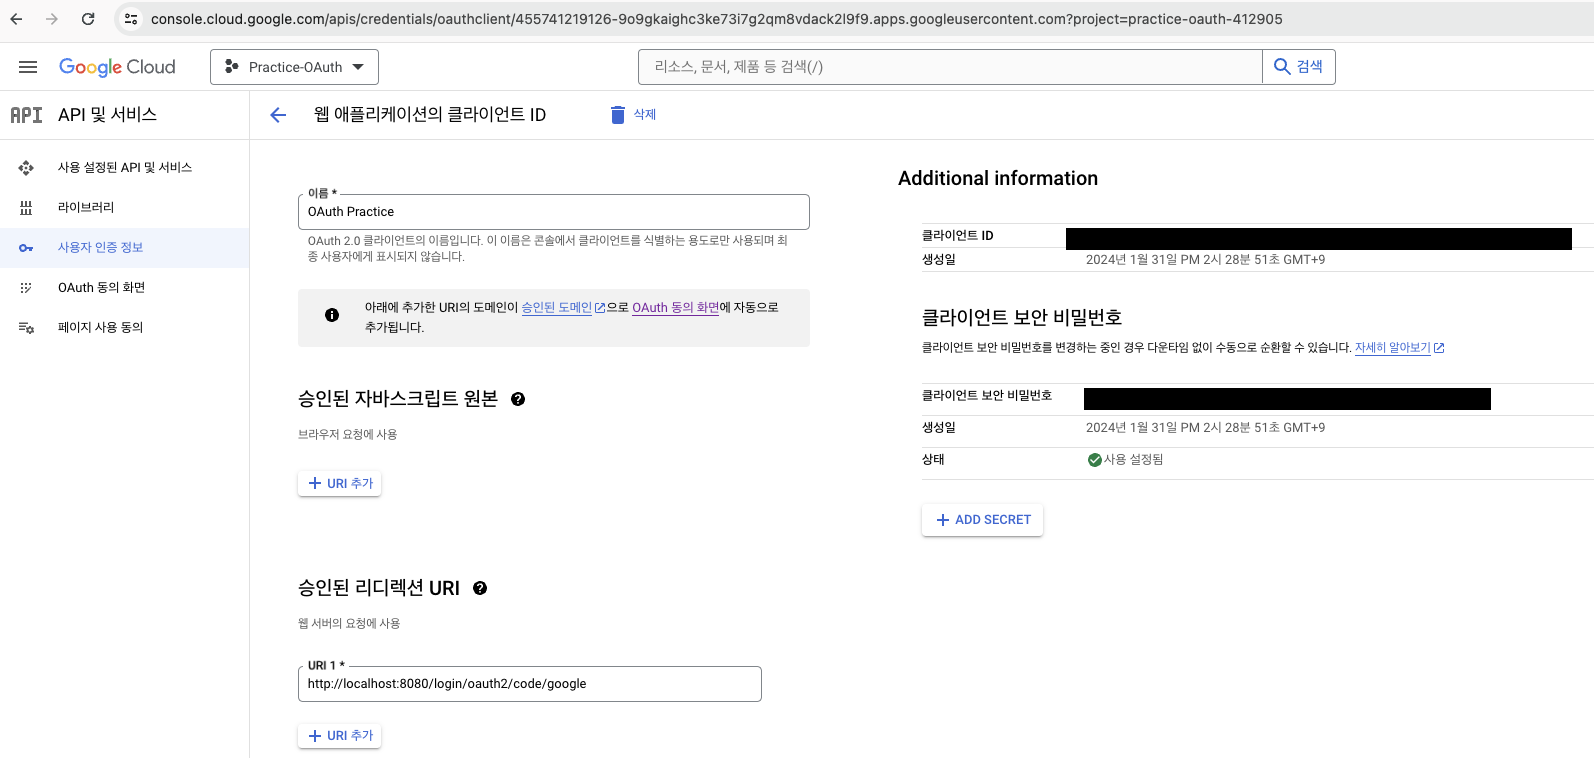 console.cloud.google.com/apis/credentials/oauthclient/455741219126-9o9gkaighc3ke73i7g2qm8vdack2l9f9.apps.googleusercontent.com?project=practice-oauth-412905
Google Cloud
Practice-OAuth
리소스, 문서, 제품 등 검색(/)
검색
API
API 및 서비스
웹 애플리케이션의 클라이언트 ID
삭제
사용 설정된 API 및 서비스
라이브러리
사용자 인증 정보
OAuth 동의 화면
페이지 사용 동의
이름 *
OAuth Practice
OAuth 2.0 클라이언트의 이름입니다. 이 이름은 콘솔에서 클라이언트를 식별하는 용도로만 사용되며 최
종 사용자에게 표시되지 않습니다.
아래에 추가한 URI의 도메인이 승인된 도메인으로 OAuth 동의 화면에 자동으로
추가됩니다.
승인된 자바스크립트 원본
브라우저 요청에 사용
URI 추가
승인된 리디렉션 URI
웹 서버의 요청에 사용
URI 1 *
http://localhost:8080/login/oauth2/code/google
URI 추가
Additional information
클라이언트 ID
생성일 2024년 1월 31일 PM 2시 28분 51초 GMT+9
클라이언트 보안 비밀번호
클라이언트 보안 비밀번호를 변경하는 중인 경우 다운타임 없이 수동으로 순환할 수 있습니다. 자세히 알아보기
클라이언트 보안 비밀번호
생성일 2024년 1월 31일 PM 2시 28분 51초 GMT+9
상태 사용 설정됨
ADD SECRET